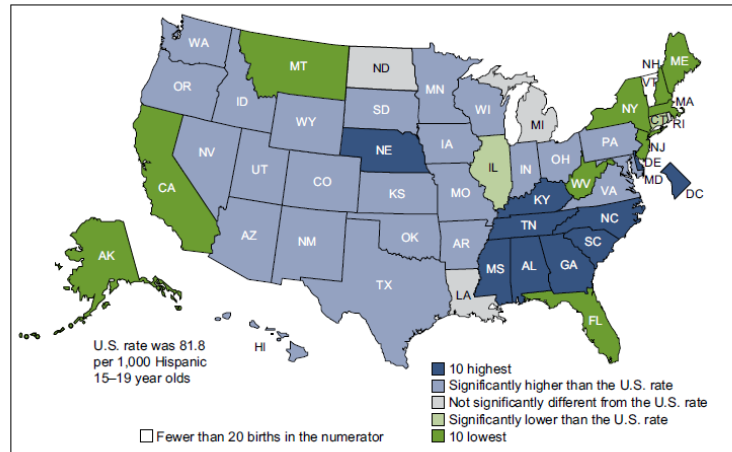 WA
MT
ND
MN
OR
ID
SD
WI
WY
MI
NH
VT
ME
NY
MA
CT
RI
NE
IA
PA
NJ
NV
UT
CO
IL
IN
OH
DE
MD
CA
KS
MO
WV
VA
DC
KY
AZ
NM
OK
AR
TN
NC
SC
TX
MS
AL
GA
LA
AK
FL
HI
U.S. rate was 81.8
per 1,000 Hispanic
15–19 year olds
10 highest
Significantly higher than the U.S. rate
Not significantly different from the U.S. rate
Significantly lower than the U.S. rate
10 lowest
Fewer than 20 births in the numerator